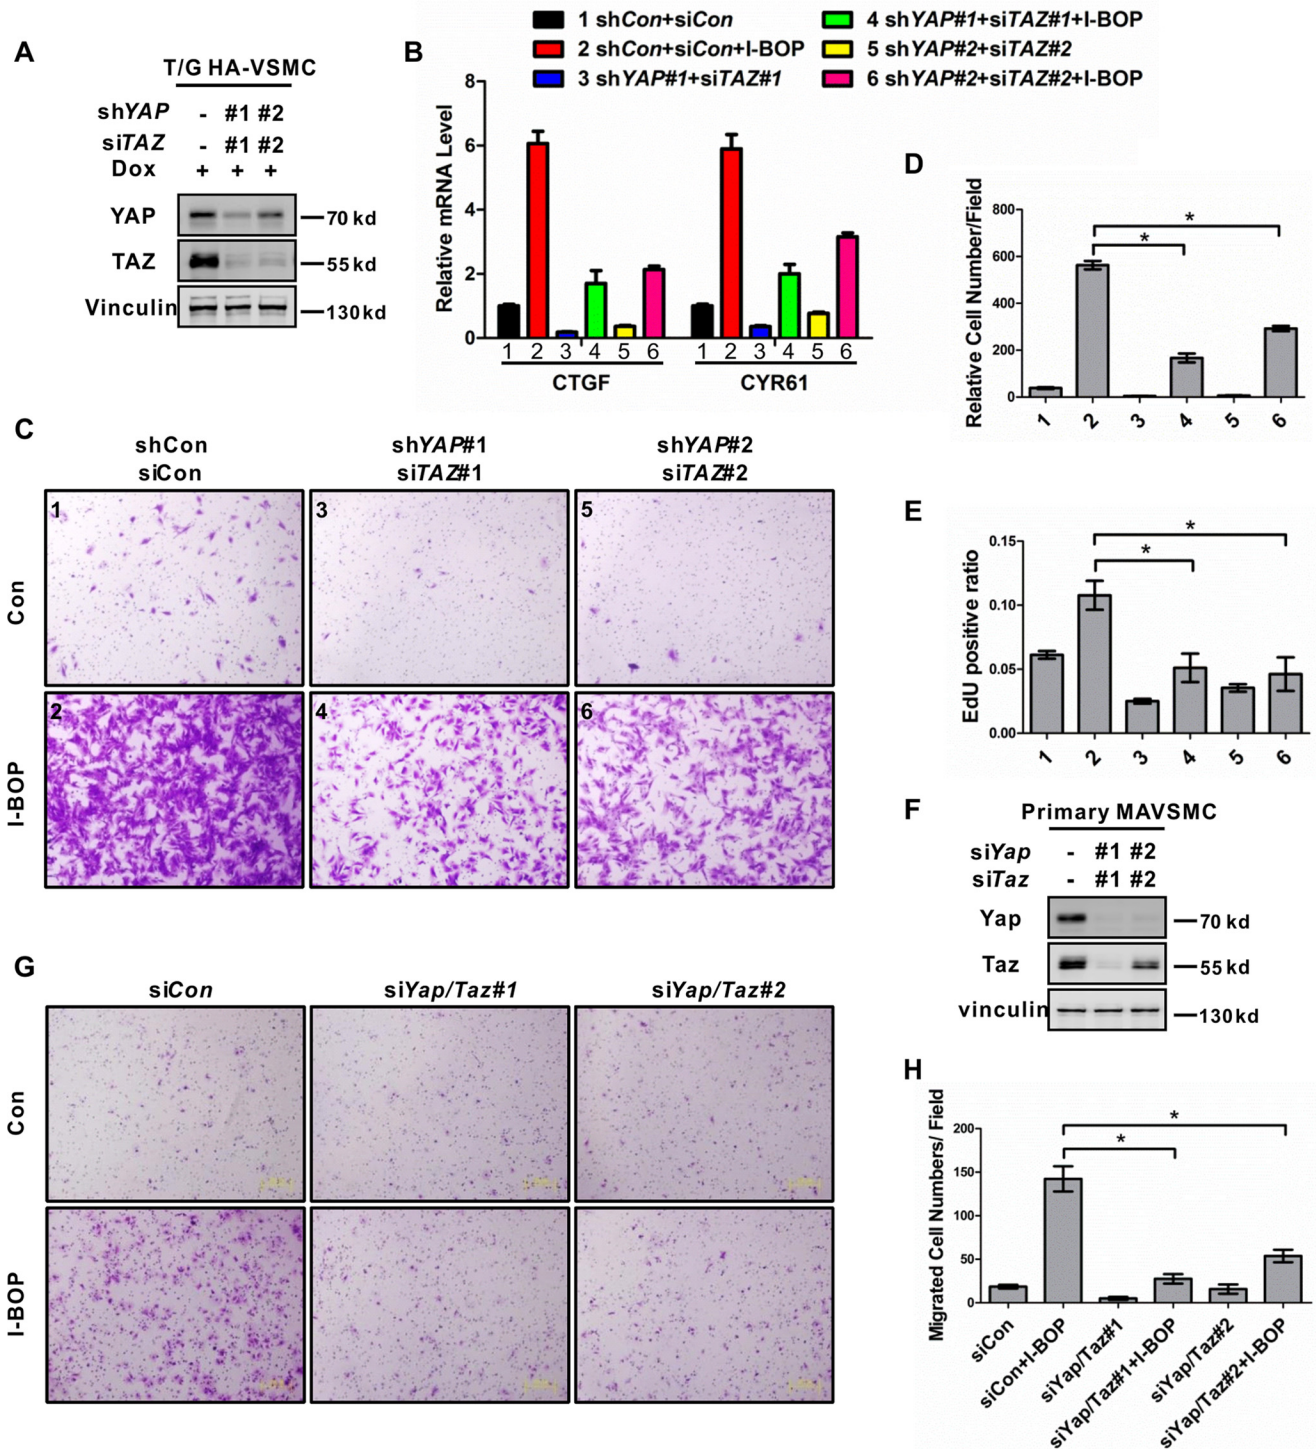 A
T/G HA-VSMC
shYAP - #1 #2
siTAZ - #1 #2
Dox + + +
YAP 70 kd
TAZ 55 kd
Vinculin 130 kd
B
1 shCon+siCon
2 shCon+siCon+I-BOP
3 shYAP#1+siTAZ#1
4 shYAP#1+siTAZ#1+I-BOP
5 shYAP#2+siTAZ#2
6 shYAP#2+siTAZ#2+I-BOP
Relative mRNA Level
8
6
4
2
0
1 2 3 4 5 6 1 2 3 4 5 6
CTGF CYR61
C
shCon shYAP#1 shYAP#2
siCon siTAZ#1 siTAZ#2
Con
1 3 5
I-BOP
2 4 6
D
Relative Cell Number/Field
800
600
400
200
0
*
*
1 2 3 4 5 6
E
EdU positive ratio
0.15
0.10
0.05
0.00
*
*
1 2 3 4 5 6
F
Primary MAVSMC
siYap - #1 #2
siTaz - #1 #2
Yap 70 kd
Taz 55 kd
vinculin 130 kd
G
siCon siYap/Taz#1 siYap/Taz#2
Con
I-BOP
H
Migrated Cell Numbers/ Field
200
150
100
50
0
*
*
siCon
siCon+I-BOP
siYap/Taz#1
siYap/Taz#1+I-BOP
siYap/Taz#2
siYap/Taz#2+I-BOP